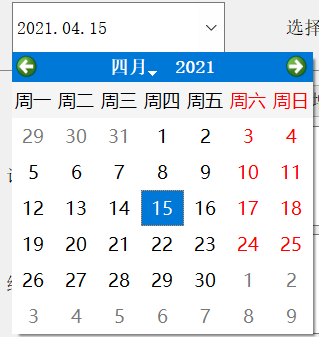 2021.04.15 选择
四月 2021
周一 周二 周三 周四 周五 周六 周日
29 30 31 1 2 3 4
5 6 7 8 9 10 11
12 13 14 15 16 17 18
19 20 21 22 23 24 25
26 27 28 29 30 1 2
3 4 5 6 7 8 9